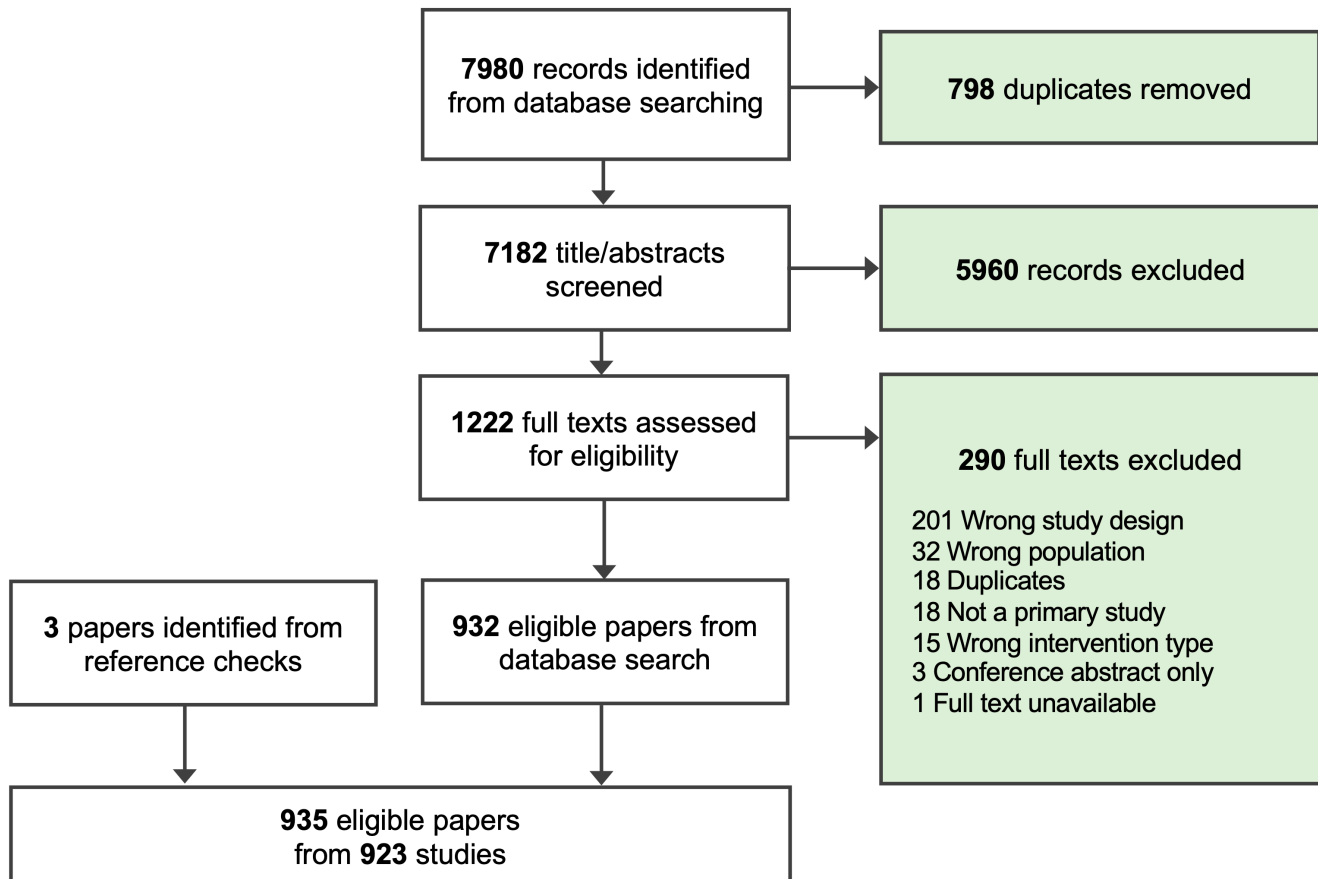 7980 records identified
from database searching
798 duplicates removed
7182 title/abstracts
screened
5960 records excluded
1222 full texts assessed
for eligibility
290 full texts excluded
201 Wrong study design
32 Wrong population
18 Duplicates
18 Not a primary study
15 Wrong intervention type
3 Conference abstract only
1 Full text unavailable
3 papers identified from
reference checks
932 eligible papers from
database search
935 eligible papers
from 923 studies